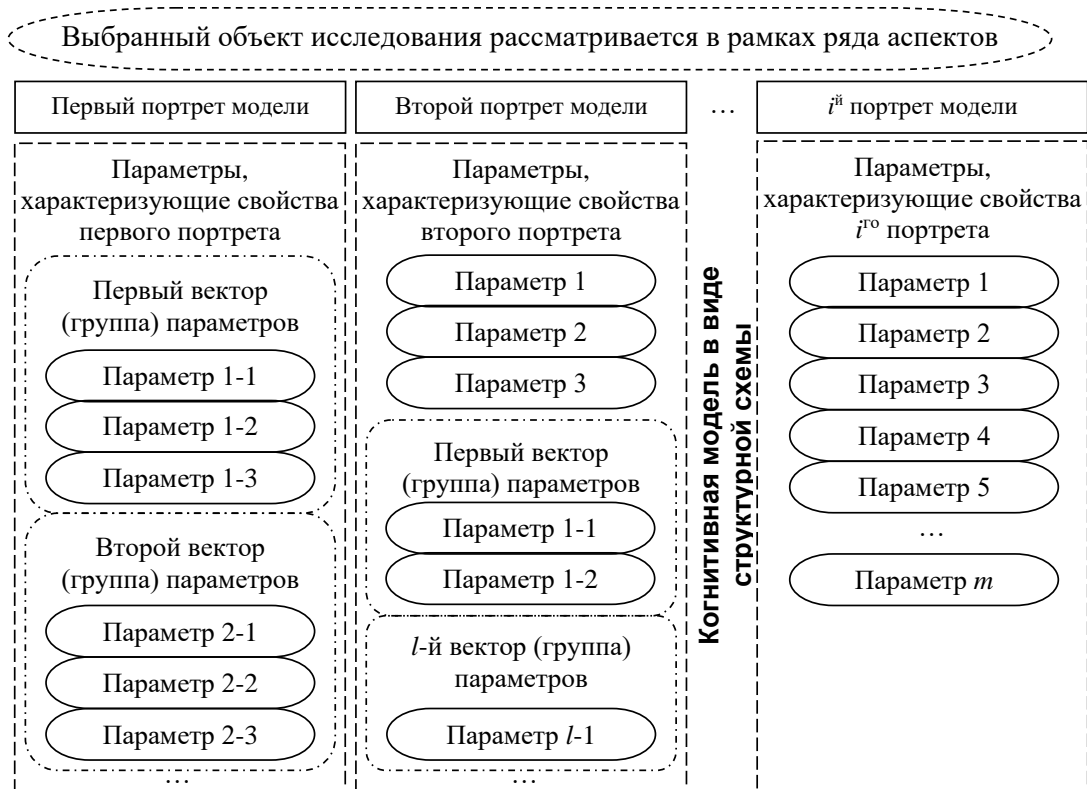 Выбранный объект исследования рассматривается в рамках ряда аспектов
Первый портрет модели
Параметры,
характеризующие свойства
первого портрета
Первый вектор
(группа) параметров
Параметр 1-1
Параметр 1-2
Параметр 1-3
Второй вектор
(группа) параметров
Параметр 2-1
Параметр 2-2
Параметр 2-3
…
Второй портрет модели
Параметры,
характеризующие свойства
второго портрета
Параметр 1
Параметр 2
Параметр 3
Первый вектор
(группа) параметров
Параметр 1-1
Параметр 1-2
l-й вектор (группа)
параметров
Параметр l-1
…
…
Когнитивная модель в виде
структурной схемы
iй портрет модели
Параметры,
характеризующие свойства
iго портрета
Параметр 1
Параметр 2
Параметр 3
Параметр 4
Параметр 5
…
Параметр m